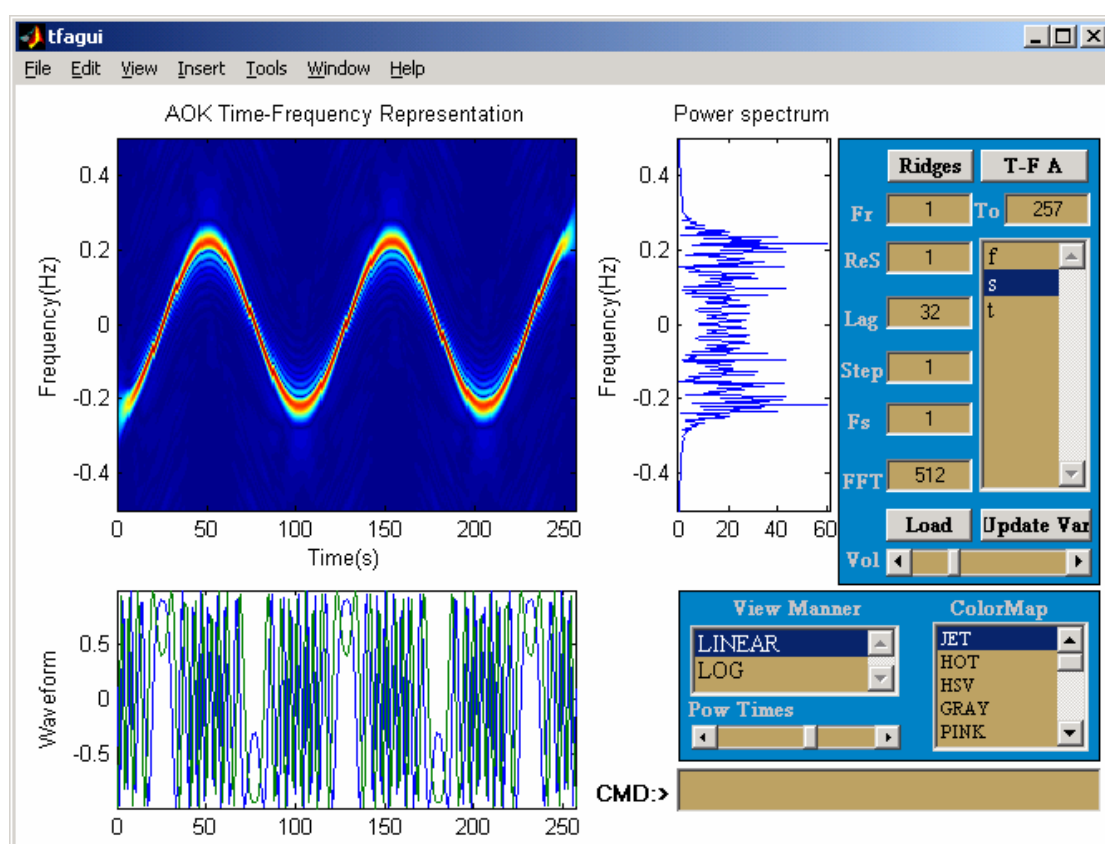 tfagui
File Edit View Insert Tools Window Help
AOK Time-Frequency Representation
Frequency(Hz)
0.4
0.2
0
-0.2
-0.4
0 50 100 150 200 250
Time(s)
Power spectrum
Frequency(Hz)
0.4
0.2
0
-0.2
-0.4
0 20 40 60
Ridges T-F A
Fr 1 To 257
ReS 1
Lag 32
Step 1
Fs 1
FFT 512
f
s
t
Load Update Var
Vol
Waveform
0.5
0
-0.5
0 50 100 150 200 250
View Manner
LINEAR
LOG
Pow Times
ColorMap
JET
HOT
HSV
GRAY
PINK
CMD:>